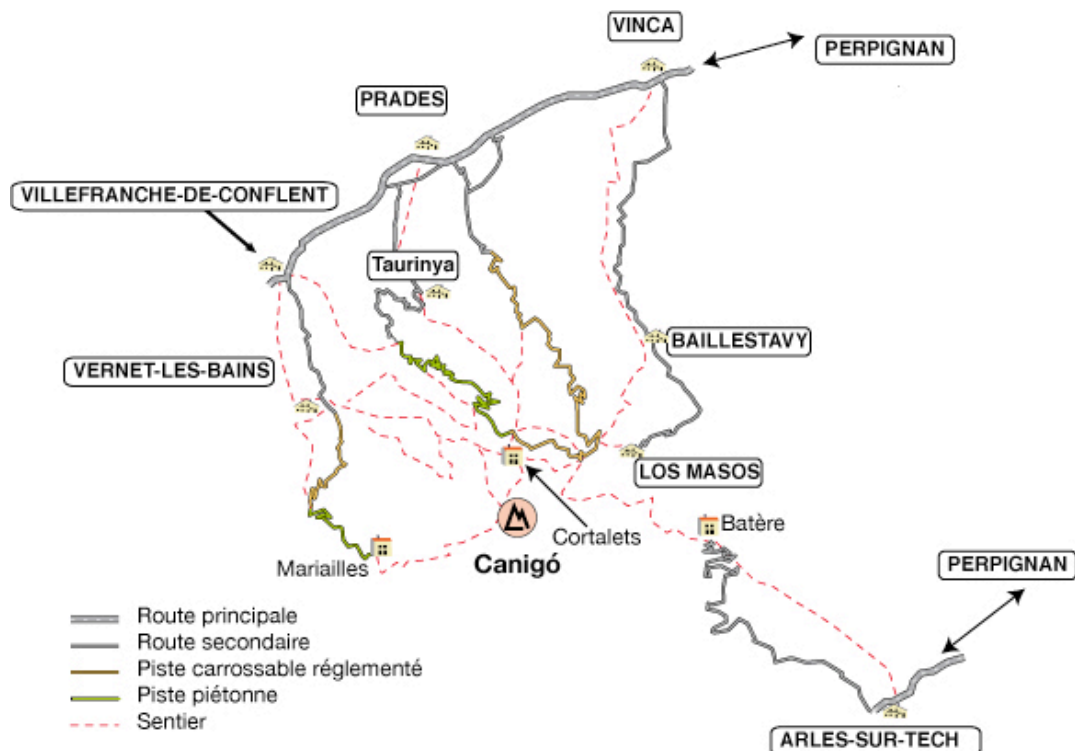 VINCA
PERPIGNAN
PRADES
VILLEFRANCHE-DE-CONFLENT
Taurinya
BAILLESTAVY
VERNET-LES-BAINS
LOS MASOS
Cortalets
Batère
Mariailles
Canigó
PERPIGNAN
Route principale
Route secondaire
Piste carrossable réglementé
Piste piétonne
Sentier
ARLES-SUR-TECH